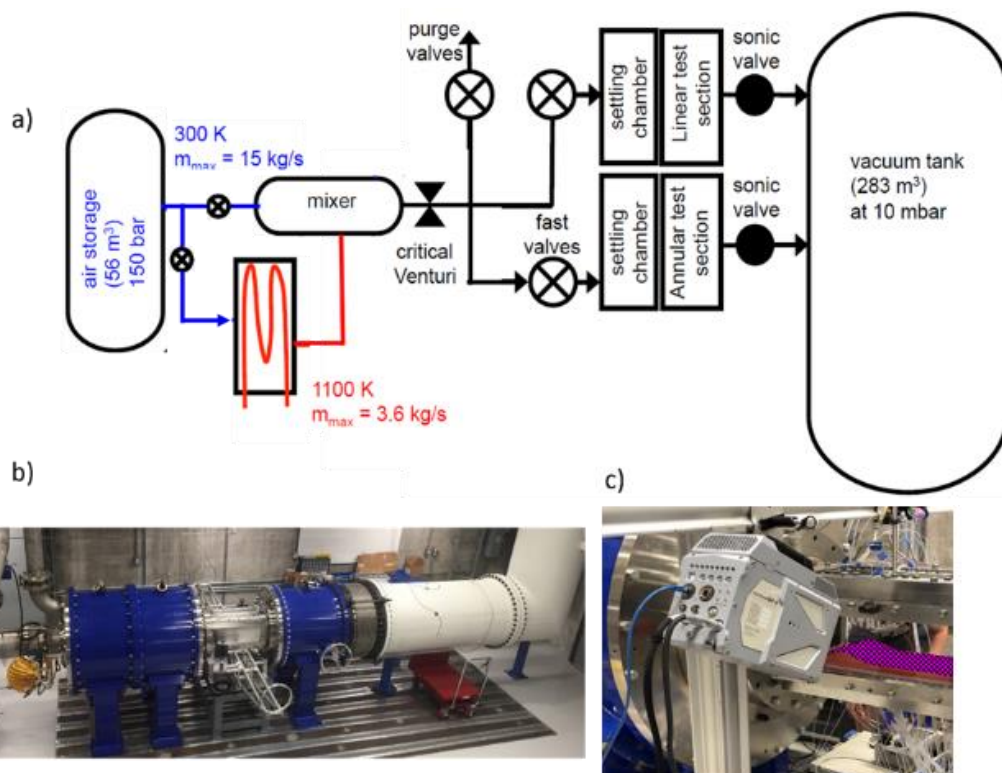 a)
purge
valves
300 K
m_max = 15 kg/s
air storage
(56 m³)
150 bar
mixer
critical
Venturi
fast
valves
1100 K
m_max = 3.6 kg/s
settling
chamber
Linear test
section
sonic
valve
settling
chamber
Annular test
section
sonic
valve
vacuum tank
(283 m³)
at 10 mbar
b)
c)